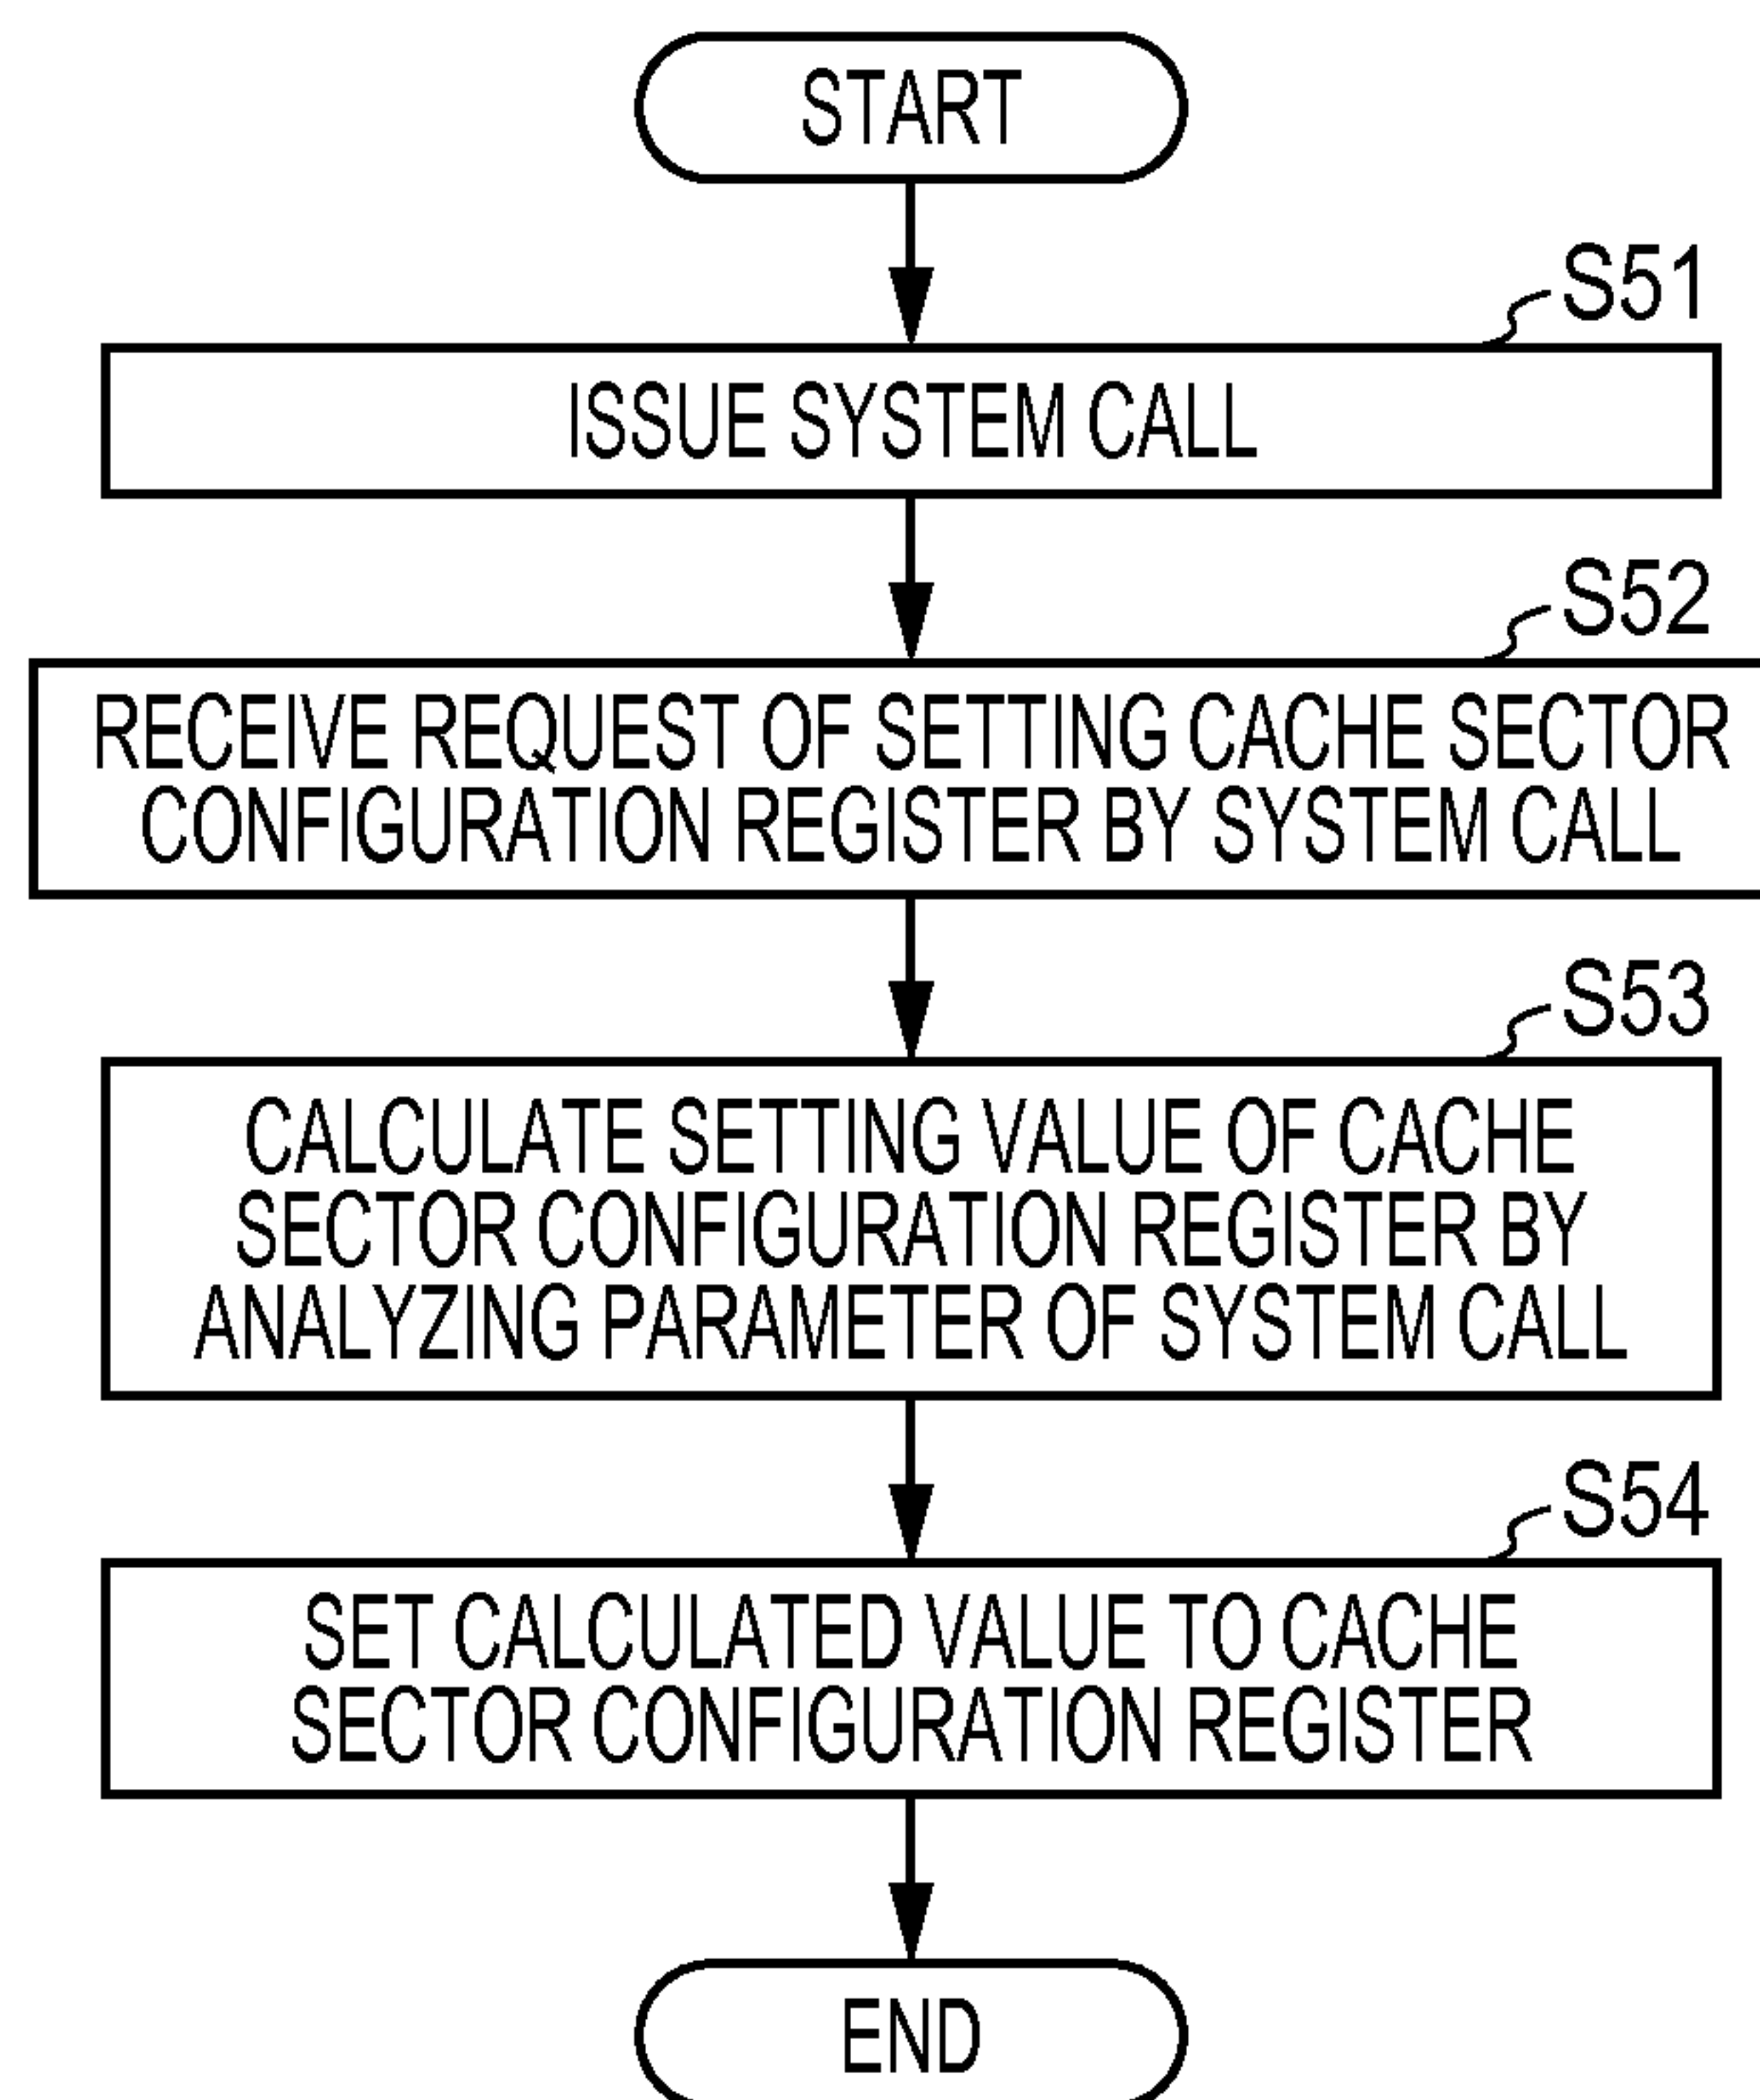 START
S51
ISSUE SYSTEM CALL
S52
RECEIVE REQUEST OF SETTING CACHE SECTOR
CONFIGURATION REGISTER BY SYSTEM CALL
S53
CALCULATE SETTING VALUE OF CACHE
SECTOR CONFIGURATION REGISTER BY
ANALYZING PARAMETER OF SYSTEM CALL
S54
SET CALCULATED VALUE TO CACHE
SECTOR CONFIGURATION REGISTER
END